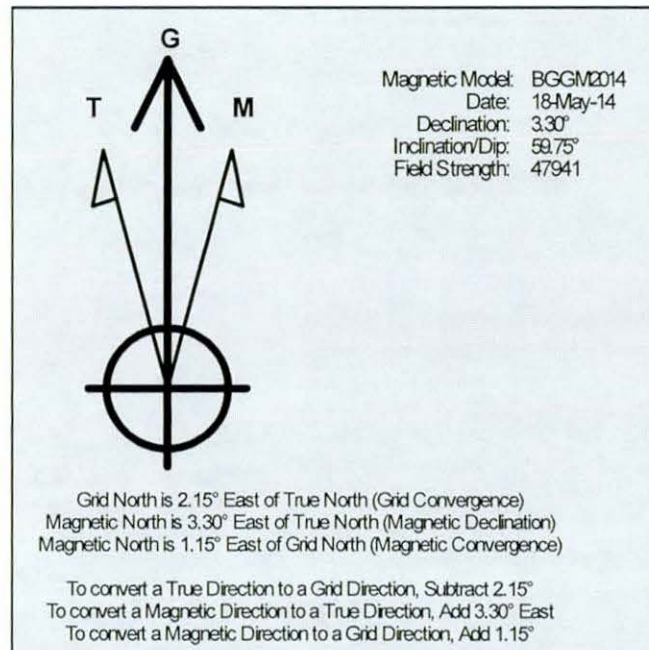 G
T
M
Magnetic Model: BGGM2014
Date: 18-May-14
Declination: 3.30°
Inclination/Dip: 59.75°
Field Strength: 47941
Grid North is 2.15° East of True North (Grid Convergence)
Magnetic North is 3.30° East of True North (Magnetic Declination)
Magnetic North is 1.15° East of Grid North (Magnetic Convergence)
To convert a True Direction to a Grid Direction, Subtract 2.15°
To convert a Magnetic Direction to a True Direction, Add 3.30° East
To convert a Magnetic Direction to a Grid Direction, Add 1.15°